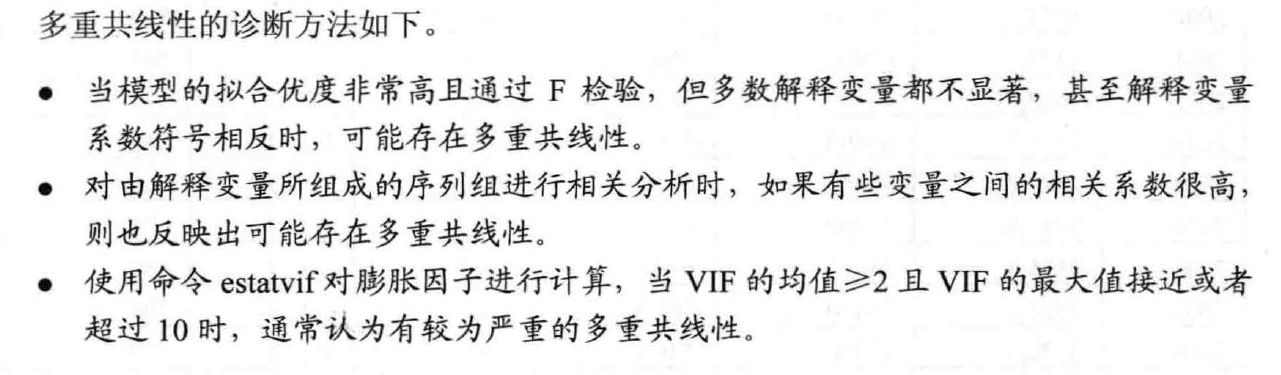 多重共线性的诊断方法如下。
● 当模型的拟合优度非常高且通过 F 检验，但多数解释变量都不显著，甚至解释变量
系数符号相反时，可能存在多重共线性。
● 对由解释变量所组成的序列组进行相关分析时，如果有些变量之间的相关系数很高，
则也反映出可能存在多重共线性。
● 使用命令 estatvif 对膨胀因子进行计算，当 VIF 的均值≥2 且 VIF 的最大值接近或者
超过 10 时，通常认为有较为严重的多重共线性。